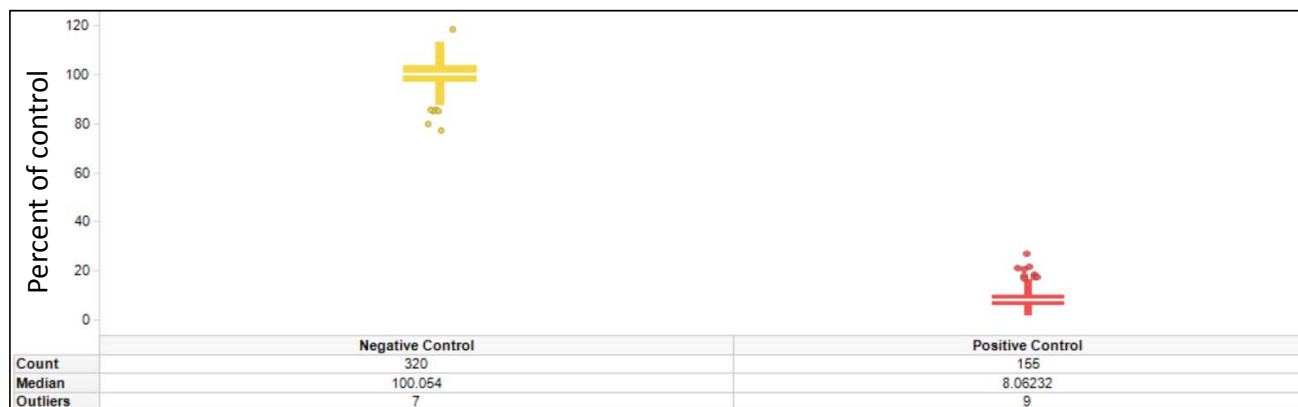 Percent of control
120
100
80
60
40
20
0
Negative Control Positive Control
Count 320 155
Median 100.054 8.06232
Outliers 7 9